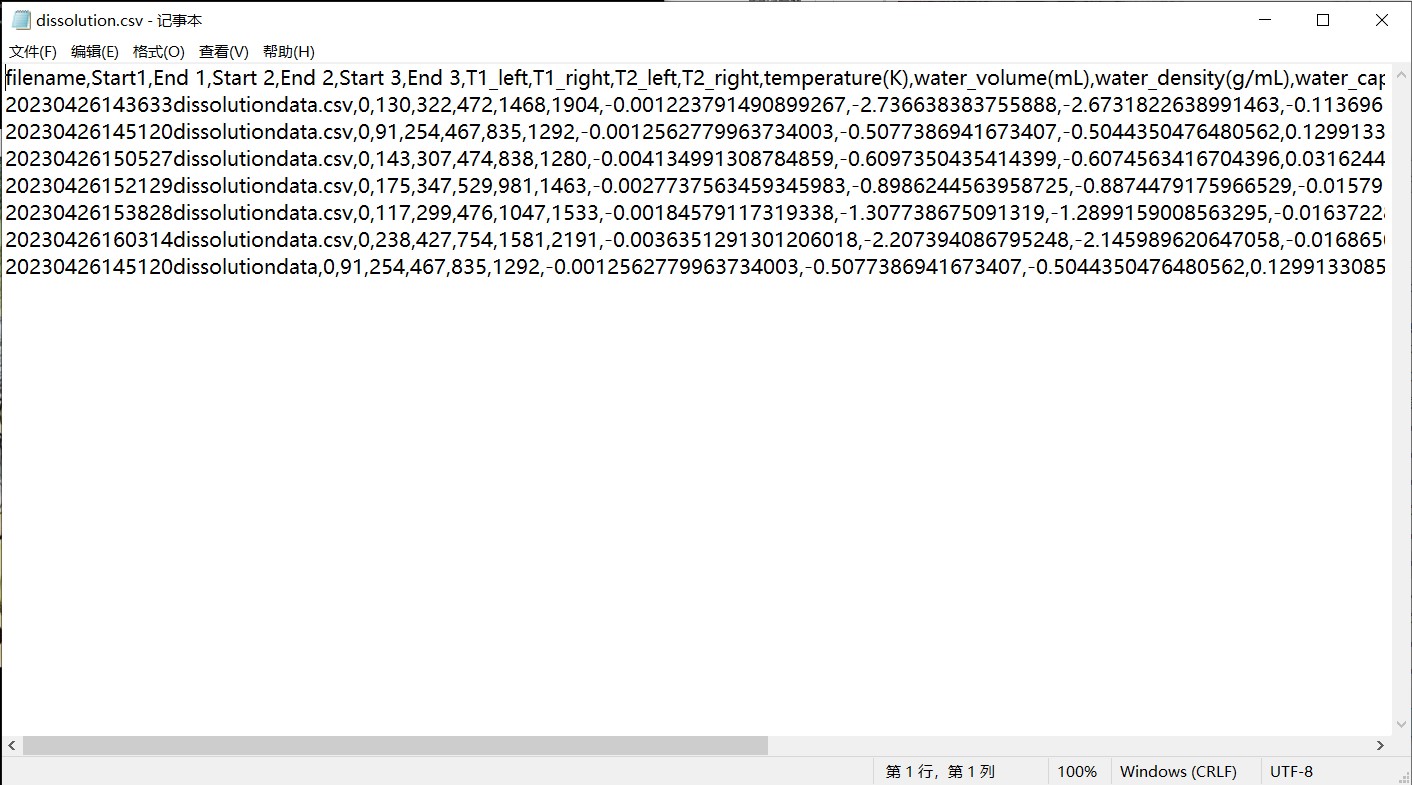 dissolution.csv - 记事本
文件(F) 编辑(E) 格式(O) 查看(V) 帮助(H)
filename,Start1,End 1,Start 2,End 2,Start 3,End 3,T1_left,T1_right,T2_left,T2_right,temperature(K),water_volume(mL),water_density(g/mL),water_cap
20230426143633dissolutiondata.csv,0,130,322,472,1468,1904,-0.001223791490899267,-2.736638383755888,-2.6731822638991463,-0.113696
20230426145120dissolutiondata.csv,0,91,254,467,835,1292,-0.0012562779963734003,-0.5077386941673407,-0.5044350476480562,0.1299133
20230426150527dissolutiondata.csv,0,143,307,474,838,1280,-0.004134991308784859,-0.6097350435414399,-0.6074563416704396,0.0316244
20230426152129dissolutiondata.csv,0,175,347,529,981,1463,-0.0027737563459345983,-0.8986244563958725,-0.8874479175966529,-0.01579
20230426153828dissolutiondata.csv,0,117,299,476,1047,1533,-0.00184579117319338,-1.307738675091319,-1.2899159008563295,-0.0163722
20230426160314dissolutiondata.csv,0,238,427,754,1581,2191,-0.0036351291301206018,-2.207394086795248,-2.145989620647058,-0.016865
20230426145120dissolutiondata,0,91,254,467,835,1292,-0.0012562779963734003,-0.5077386941673407,-0.5044350476480562,0.1299133085
第 1 行，第 1 列 100% Windows (CRLF) UTF-8